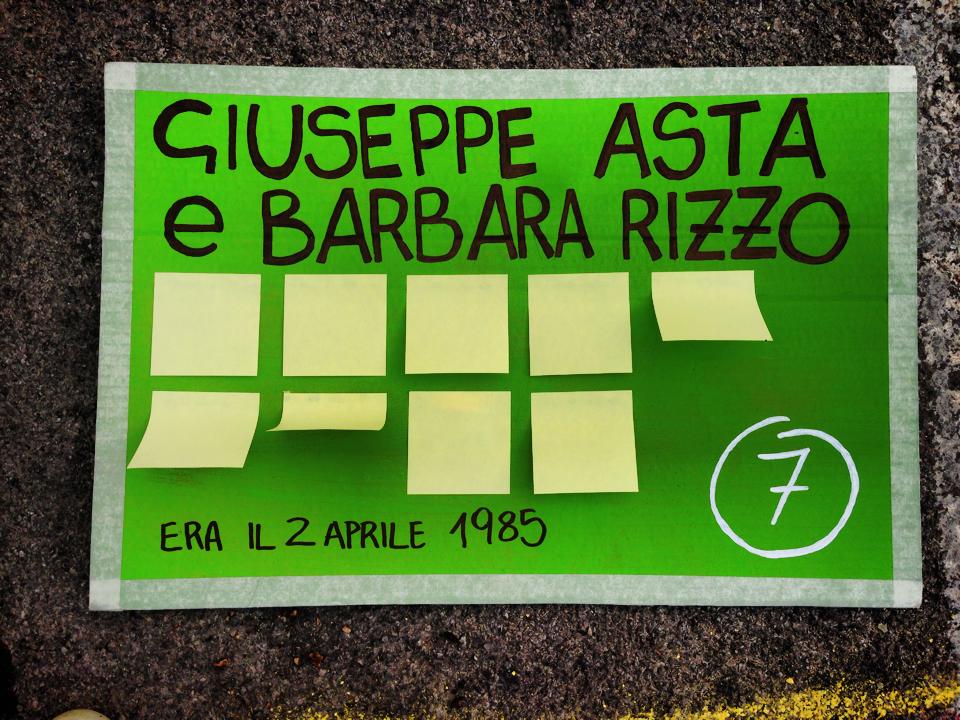 GIUSEPPE ASTA
e BARBARA RIZZO
ERA IL 2 APRILE 1985
7